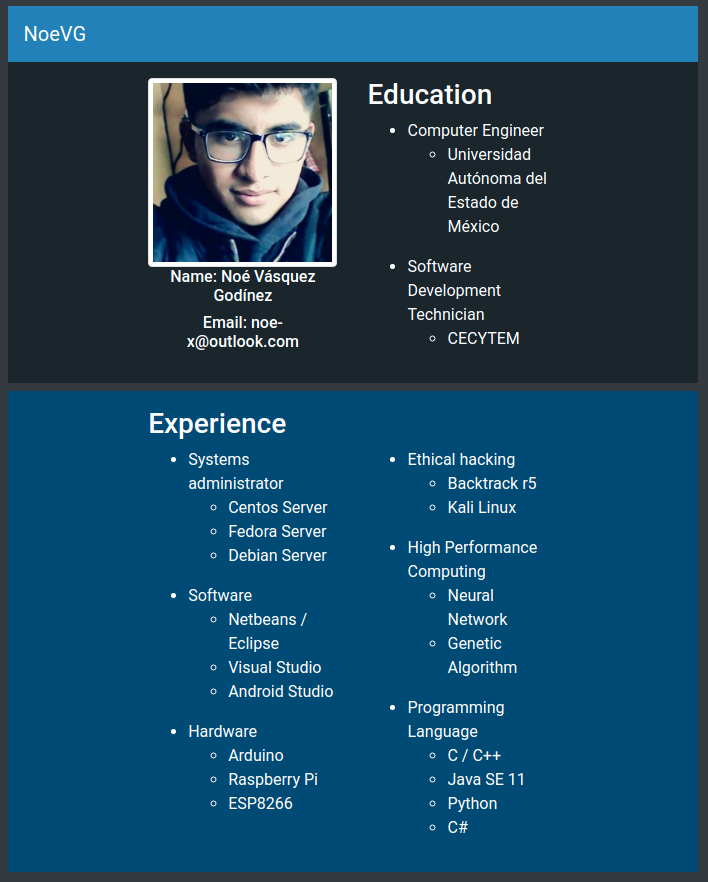 NoeVG
Name: Noé Vásquez
Godínez
Email: noe-
x@outlook.com
Education
Computer Engineer
Universidad
Autónoma del
Estado de
México
Software
Development
Technician
CECYTEM
Experience
Systems
administrator
Centos Server
Fedora Server
Debian Server
Software
Netbeans /
Eclipse
Visual Studio
Android Studio
Hardware
Arduino
Raspberry Pi
ESP8266
Ethical hacking
Backtrack r5
Kali Linux
High Performance
Computing
Neural
Network
Genetic
Algorithm
Programming
Language
C / C++
Java SE 11
Python
C#